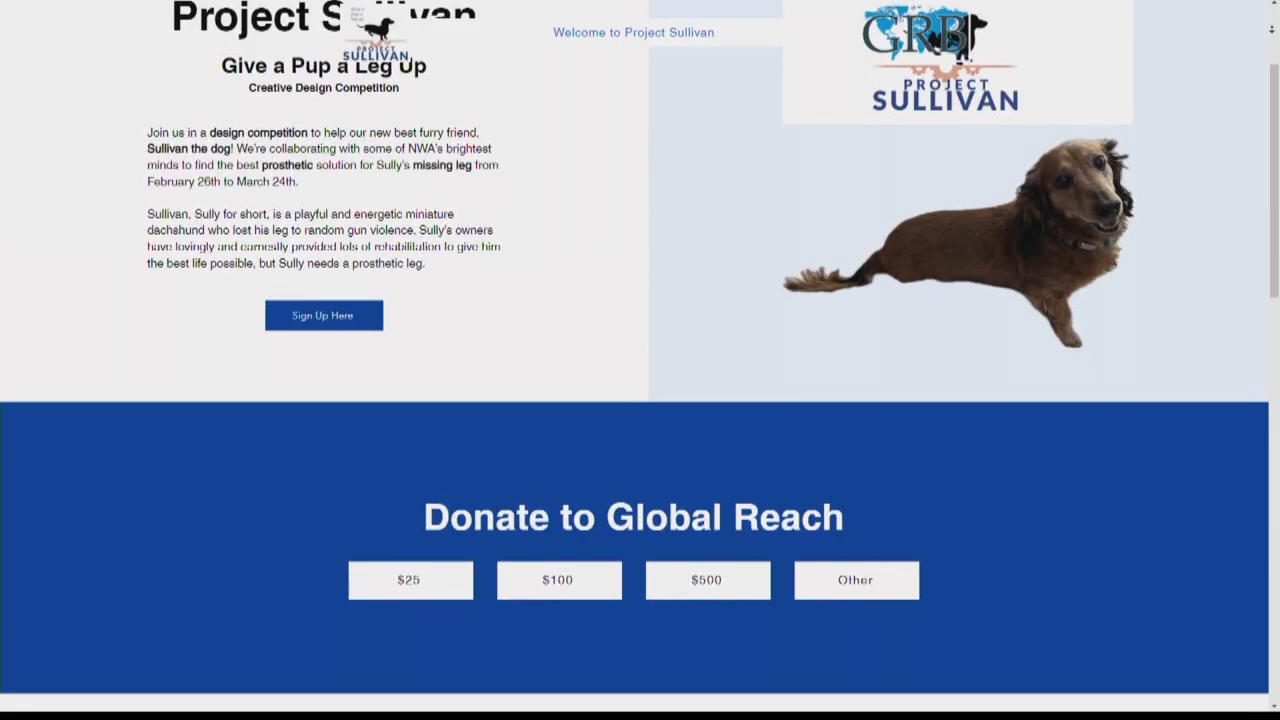 Project Sullivan
PROJECT
SULLIVAN
Welcome to Project Sullivan
GRB
PROJECT
SULLIVAN
Give a Pup a Leg Up
Creative Design Competition
Join us in a design competition to help our new best furry friend,
Sullivan the dog! We're collaborating with some of NWA's brightest
minds to find the best prosthetic solution for Sully's missing leg from
February 26th to March 24th.
Sullivan, Sully for short, is a playful and energetic miniature
dachshund who lost his leg to random gun violence. Sully's owners
have lovingly and earnestly provided lots of rehabilitation to give him
the best life possible, but Sully needs a prosthetic leg.
Sign Up Here
Donate to Global Reach
$25
$100
$500
Other